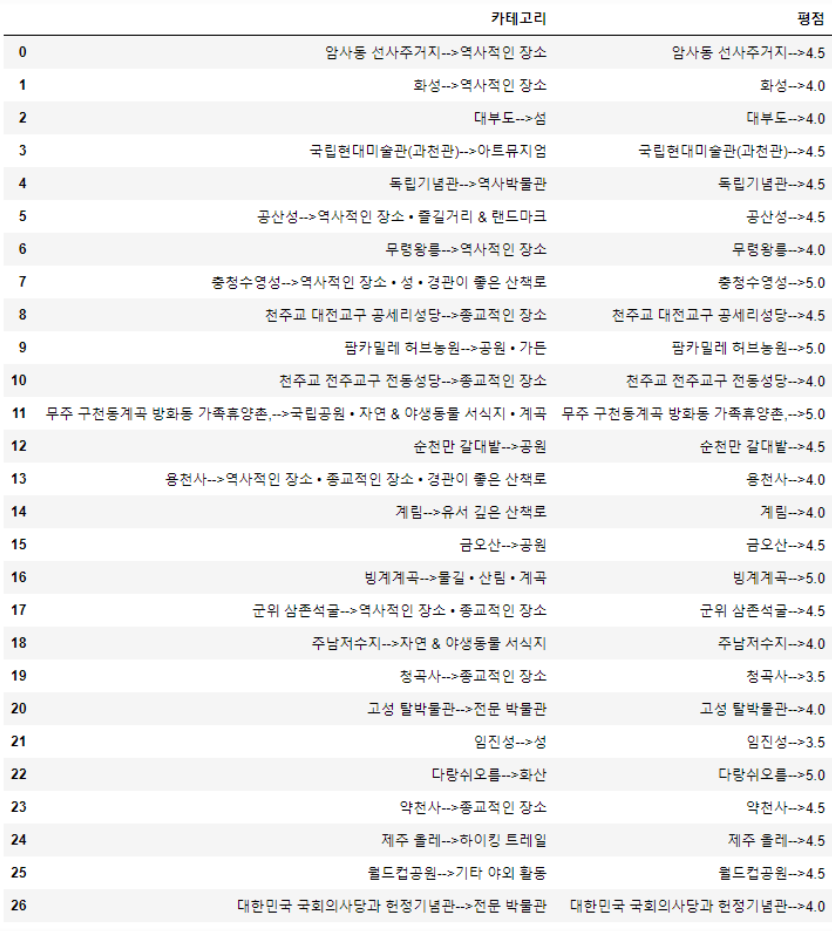 카테고리 평점
0 암사동 선사주거지-->역사적인 장소 암사동 선사주거지-->4.5
1 화성-->역사적인 장소 화성-->4.0
2 대부도-->섬 대부도-->4.0
3 국립현대미술관(과천관)-->아트뮤지엄 국립현대미술관(과천관)-->4.5
4 독립기념관-->역사박물관 독립기념관-->4.5
5 공산성-->역사적인 장소 • 즐길거리 & 랜드마크 공산성-->4.5
6 무령왕릉-->역사적인 장소 무령왕릉-->4.0
7 충청수영성-->역사적인 장소 • 성 • 경관이 좋은 산책로 충청수영성-->5.0
8 천주교 대전교구 공세리성당-->종교적인 장소 천주교 대전교구 공세리성당-->4.5
9 팜카밀레 허브농원-->공원 • 가든 팜카밀레 허브농원-->5.0
10 천주교 전주교구 전동성당-->종교적인 장소 천주교 전주교구 전동성당-->4.0
11 무주 구천동계곡 방화동 가족휴양촌,-->국립공원 • 자연 & 야생동물 서식지 • 계곡 무주 구천동계곡 방화동 가족휴양촌,-->5.0
12 순천만 갈대밭-->공원 순천만 갈대밭-->4.5
13 용천사-->역사적인 장소 • 종교적인 장소 • 경관이 좋은 산책로 용천사-->4.0
14 계림-->유서 깊은 산책로 계림-->4.0
15 금오산-->공원 금오산-->4.5
16 빙계계곡-->물길 • 산림 • 계곡 빙계계곡-->5.0
17 군위 삼존석굴-->역사적인 장소 • 종교적인 장소 군위 삼존석굴-->4.5
18 주남저수지-->자연 & 야생동물 서식지 주남저수지-->4.0
19 청곡사-->종교적인 장소 청곡사-->3.5
20 고성 탈박물관-->전문 박물관 고성 탈박물관-->4.0
21 임진성-->성 임진성-->3.5
22 다랑쉬오름-->화산 다랑쉬오름-->5.0
23 약천사-->종교적인 장소 약천사-->4.5
24 제주 올레-->하이킹 트레일 제주 올레-->4.5
25 월드컵공원-->기타 야외 활동 월드컵공원-->4.5
26 대한민국 국회의사당과 헌정기념관-->전문 박물관 대한민국 국회의사당과 헌정기념관-->4.0